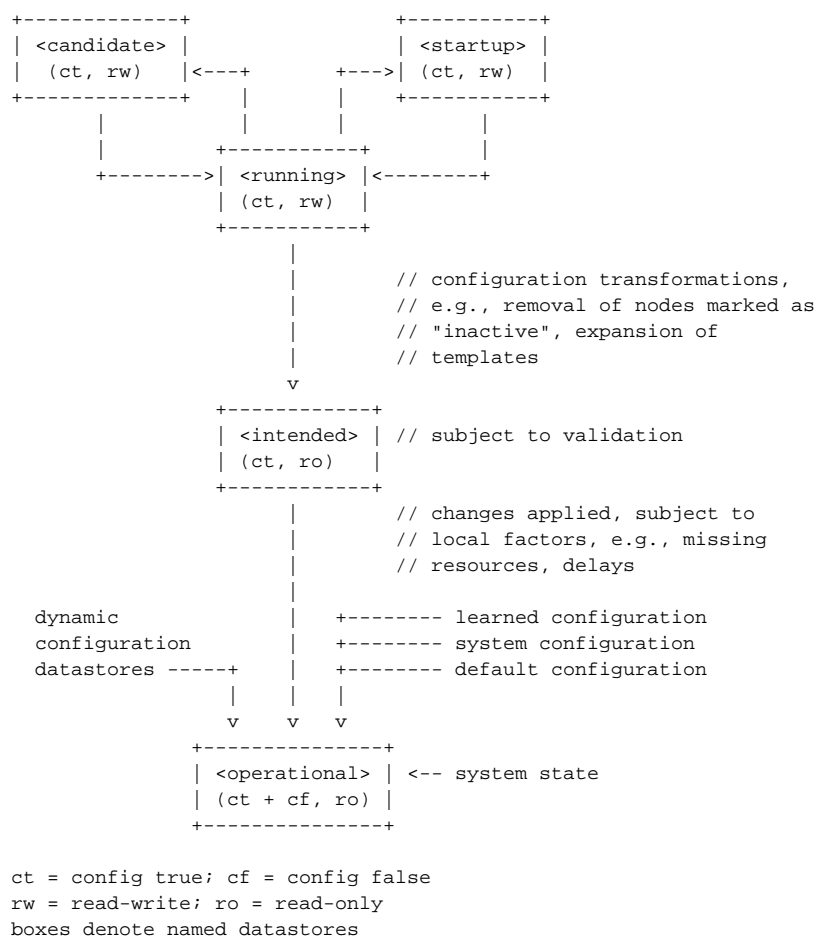 <candidate> <startup>
(ct, rw) <---+ +---> (ct, rw)
<running>
(ct, rw)
// configuration transformations,
// e.g., removal of nodes marked as
// "inactive", expansion of
// templates
v
<intended> // subject to validation
(ct, ro)
// changes applied, subject to
// local factors, e.g., missing
// resources, delays
dynamic +-------- learned configuration
configuration +-------- system configuration
datastores -----+ +-------- default configuration
v v v
<operational> <-- system state
(ct + cf, ro)
ct = config true; cf = config false
rw = read-write; ro = read-only
boxes denote named datastores